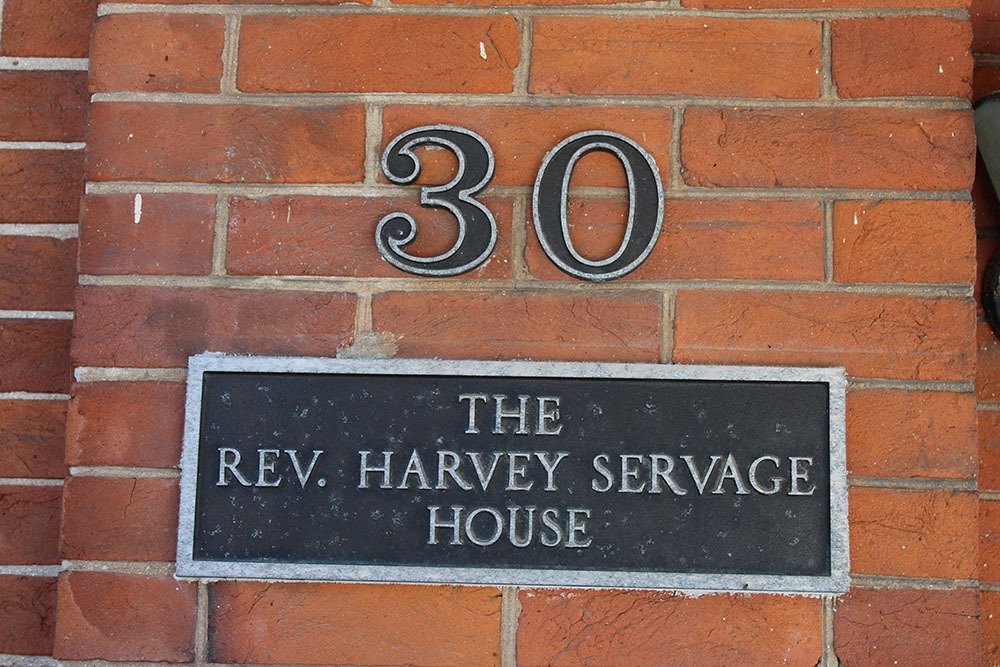 30
THE
REV. HARVEY SERVAGE
HOUSE